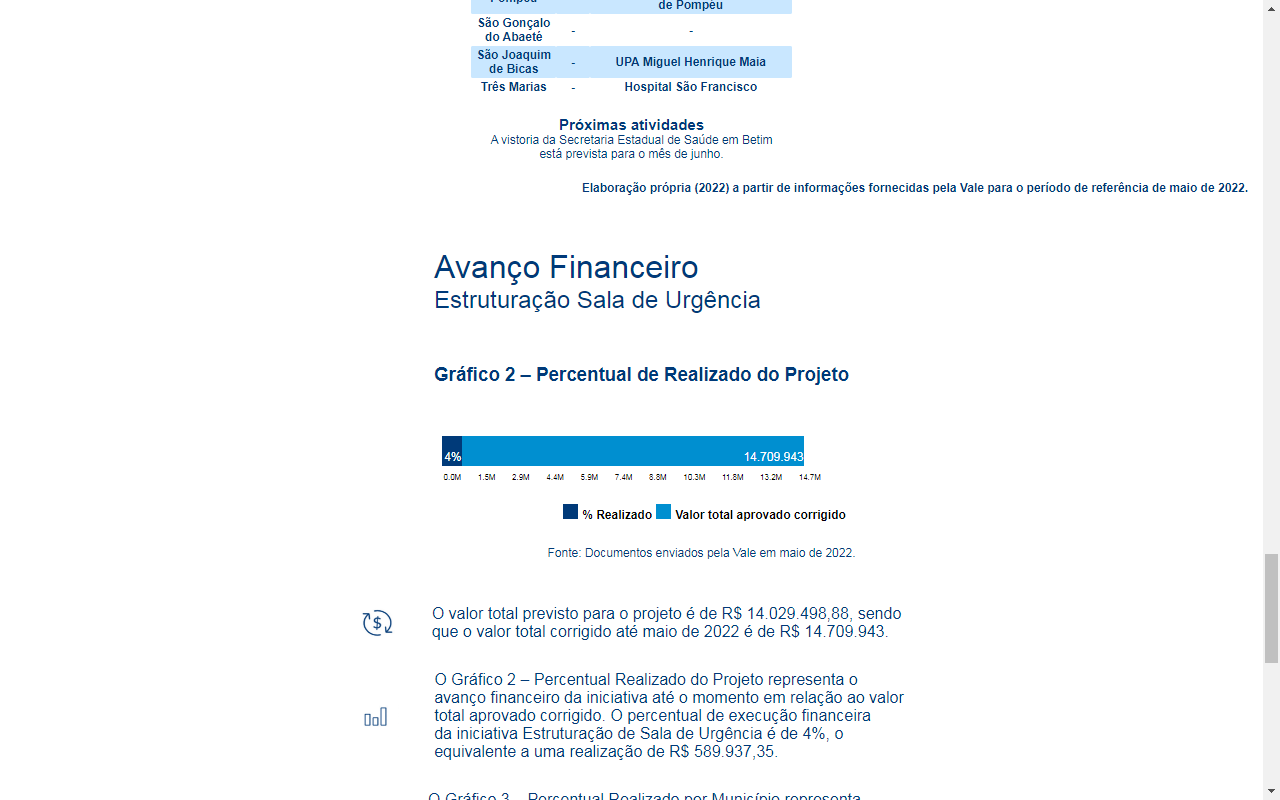 de Pompéu
São Gonçalo
do Abaeté
- -
São Joaquim
de Bicas
- UPA Miguel Henrique Maia
Três Marias - Hospital São Francisco
Próximas atividades
A vistoria da Secretaria Estadual de Saúde em Betim
está prevista para o mês de junho.
Elaboração própria (2022) a partir de informações fornecidas pela Vale para o período de referência de maio de 2022.
Avanço Financeiro
Estruturação Sala de Urgência
Gráfico 2 – Percentual de Realizado do Projeto
4% 14.709.943
0.0M 1.5M 2.9M 4.4M 5.9M 7.4M 8.8M 10.3M 11.8M 13.2M 14.7M
% Realizado Valor total aprovado corrigido
Fonte: Documentos enviados pela Vale em maio de 2022.
O valor total previsto para o projeto é de R$ 14.029.498,88, sendo
que o valor total corrigido até maio de 2022 é de R$ 14.709.943.
O Gráfico 2 – Percentual Realizado do Projeto representa o
avanço financeiro da iniciativa até o momento em relação ao valor
total aprovado corrigido. O percentual de execução financeira
da iniciativa Estruturação de Sala de Urgência é de 4%, o
equivalente a uma realização de R$ 589.937,35.
O Gráfico 3 – Percentual Realizado por Município representa